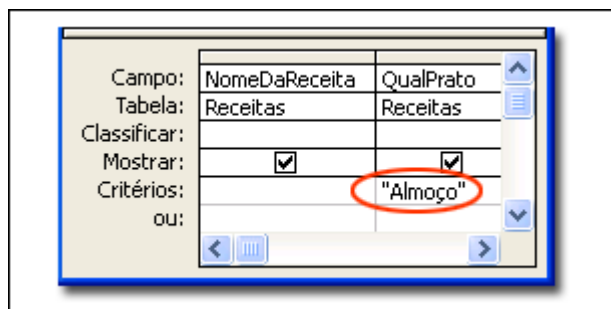 Campo: NomeDaReceita QualPrato
Tabela: Receitas Receitas
Classificar:
Mostrar:
Critérios: "Almoço"
ou: